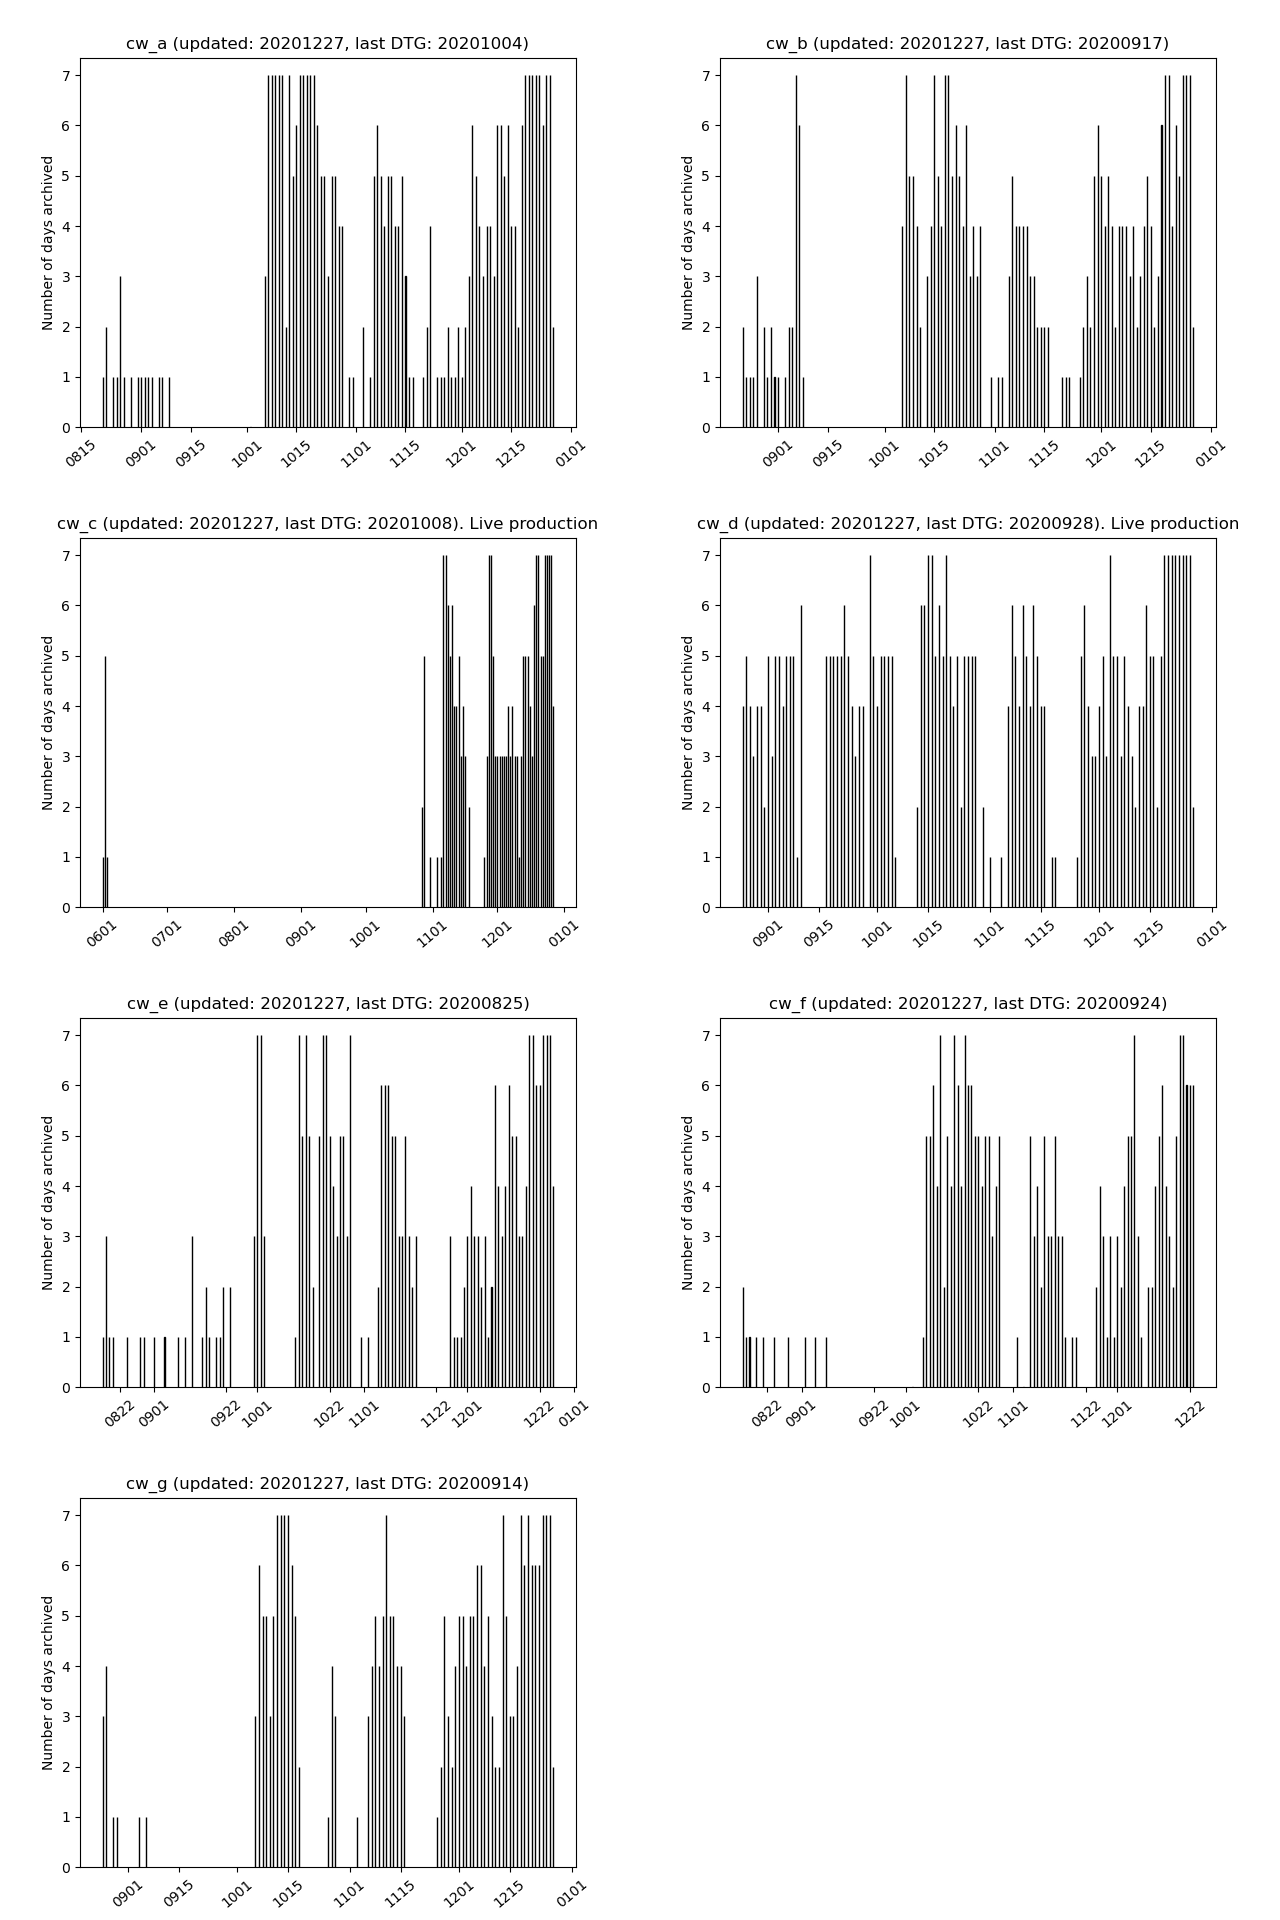 cw_a (updated: 20201227, last DTG: 20201004)
Number of days archived
7
6
5
4
3
2
1
0
0815 0901 0915 1001 1015 1101 1115 1201 1215 0101
cw_b (updated: 20201227, last DTG: 20200917)
Number of days archived
7
6
5
4
3
2
1
0
0901 0915 1001 1015 1101 1115 1201 1215 0101
cw_c (updated: 20201227, last DTG: 20201008). Live production
Number of days archived
7
6
5
4
3
2
1
0
0601 0701 0801 0901 1001 1101 1201 0101
cw_d (updated: 20201227, last DTG: 20200928). Live production
Number of days archived
7
6
5
4
3
2
1
0
0901 0915 1001 1015 1101 1115 1201 1215 0101
cw_e (updated: 20201227, last DTG: 20200825)
Number of days archived
7
6
5
4
3
2
1
0
0822 0901 0922 1001 1022 1101 1122 1201 1222 0101
cw_f (updated: 20201227, last DTG: 20200924)
Number of days archived
7
6
5
4
3
2
1
0
0822 0901 0922 1001 1022 1101 1122 1201 1222
cw_g (updated: 20201227, last DTG: 20200914)
Number of days archived
7
6
5
4
3
2
1
0
0901 0915 1001 1015 1101 1115 1201 1215 0101